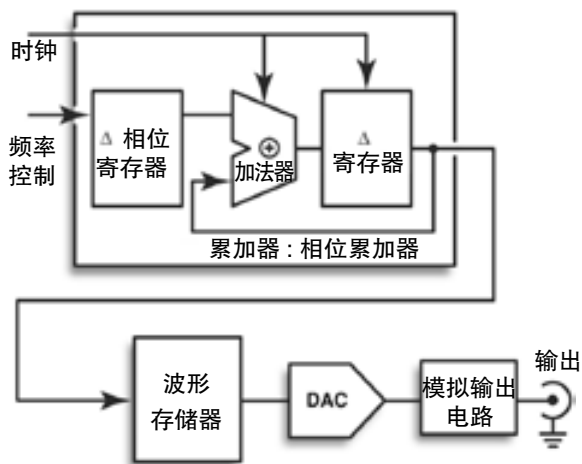 时钟
频率
控制
Δ 相位
寄存器
加法器
Δ
寄存器
累加器 : 相位累加器
波形
存储器
DAC
模拟输出
电路
输出